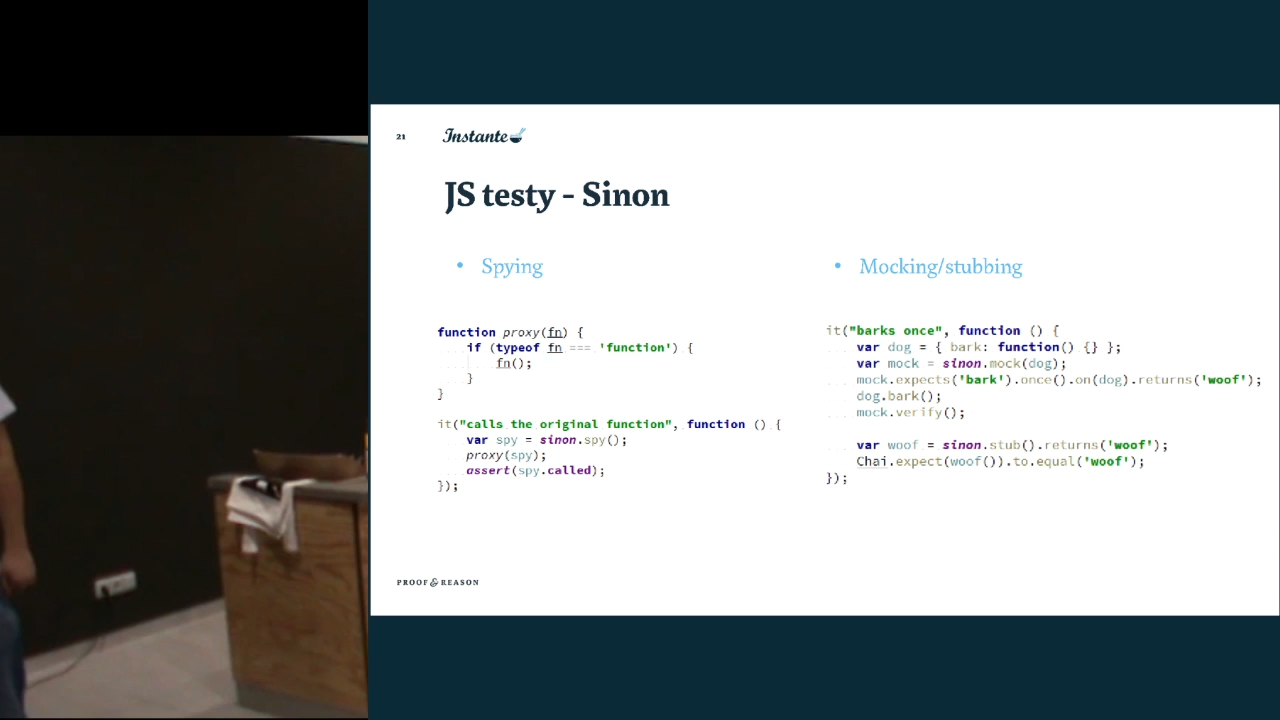 21
Instante
JS testy - Sinon
• Spying
function proxy(fn) {
if (typeof fn === 'function') {
fn();
}
}
it("calls the original function", function () {
var spy = sinon.spy();
proxy(spy);
assert(spy.called);
});
• Mocking/stubbing
it("barks once", function () {
var dog = { bark: function() {} };
var mock = sinon.mock(dog);
mock.expects('bark').once().on(dog).returns('woof');
dog.bark();
mock.verify();
var woof = sinon.stub().returns('woof');
Chai.expect(woof()).to.equal('woof');
});
PROOF & REASON